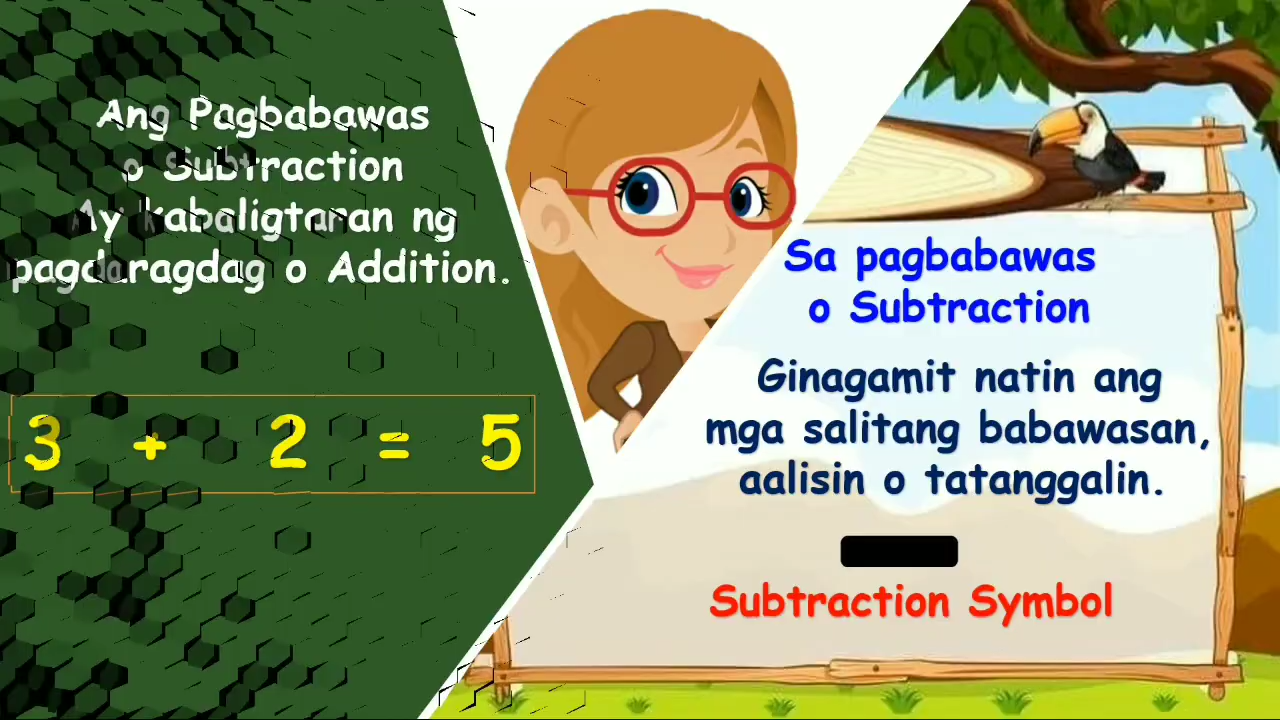 Ang Pagbabawas
o Subtraction
Ay kabaligtaran ng
pagdaragdag o Addition.
3 + 2 = 5
Sa pagbabawas
o Subtraction
Ginagamit natin ang
mga salitang babawasan,
aalisin o tatanggalin.
Subtraction Symbol